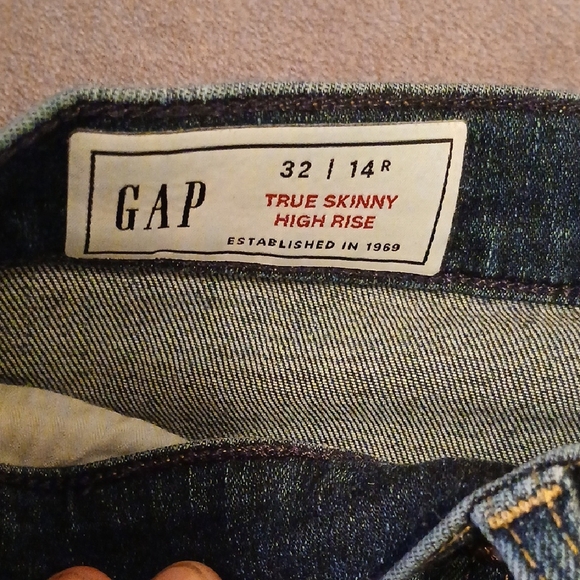 GAP
32 | 14R
TRUE SKINNY
HIGH RISE
ESTABLISHED IN 1969